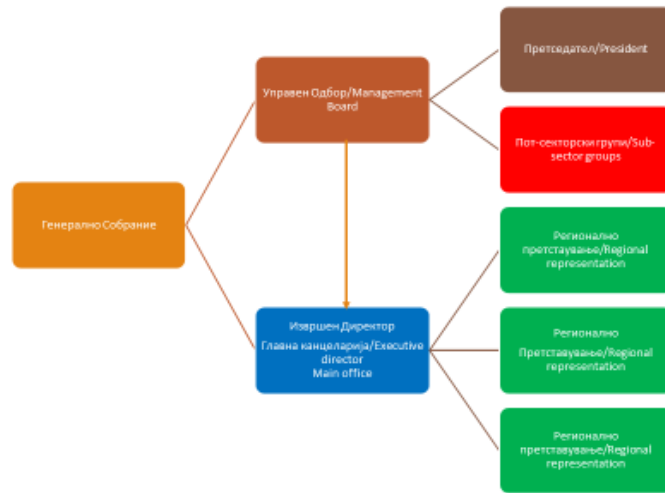 Претседател/President
Управен Одбор/Management
Board
Пот-секторски групи/Sub-
sector groups
Генерално Собрание
Регионално
претстаување/Regional
representation
Извршен Директор
Главна канцеларија/Executive
director
Main office
Регионално
Претставување/Regional
representation
Регионално
претставување/Regional
representation